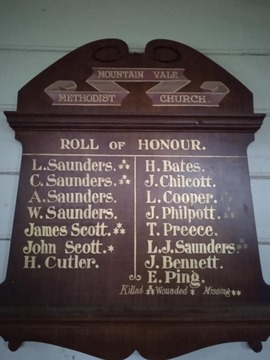 MOUNTAIN VALE
METHODIST CHURCH
ROLL OF HONOUR.
L. Saunders.
C. Saunders.
A. Saunders.
W. Saunders.
James Scott.
John Scott.
H. Cutler.
H. Bates.
J. Chilcott.
L. Cooper.
J. Philpott.
T. Preece.
L.J. Saunders.
J. Bennett.
E. Ping.
Killed Wounded Missing